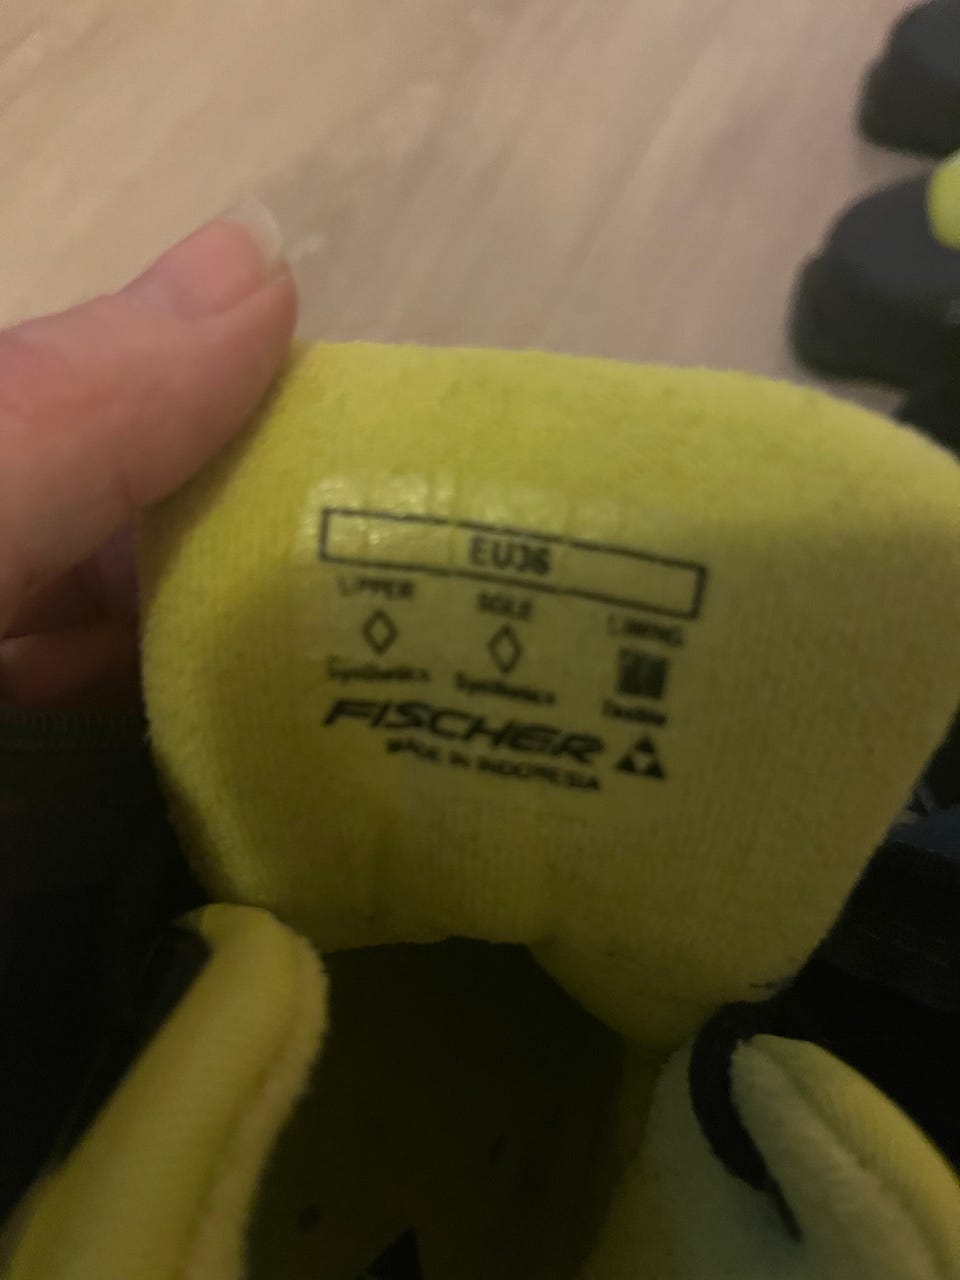 EU36
UPPER SOLE LINING
Synthetics Synthetics Textile
FISCHER
MADE IN INDONESIA